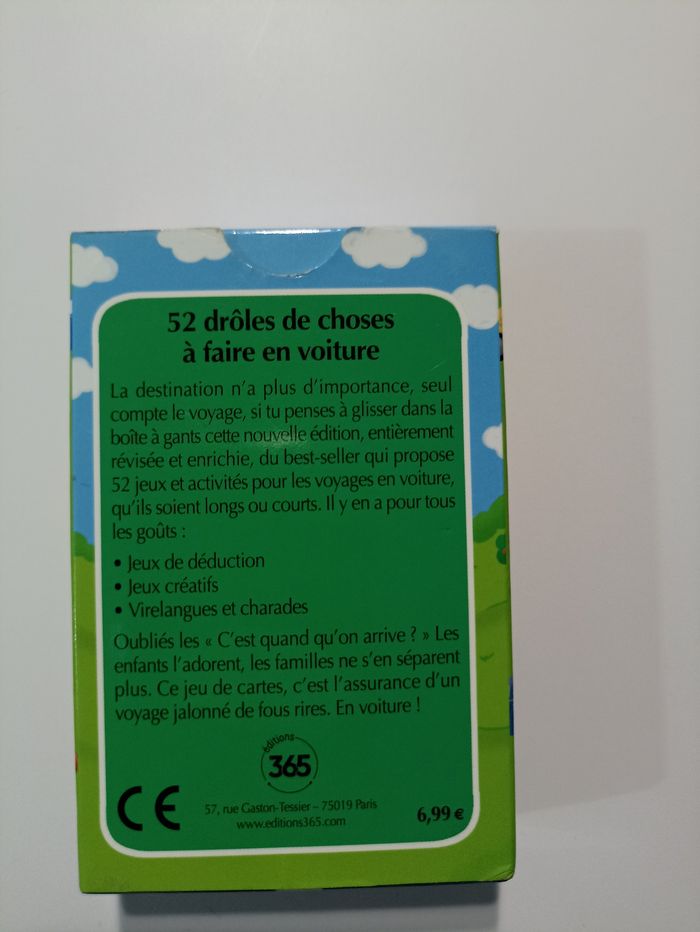 52 drôles de choses
à faire en voiture
La destination n'a plus d'importance, seul
compte le voyage, si tu penses à glisser dans la
boîte à gants cette nouvelle édition, entièrement
révisée et enrichie, du best-seller qui propose
52 jeux et activités pour les voyages en voiture,
qu'ils soient longs ou courts. Il y en a pour tous
les goûts :
• Jeux de déduction
• Jeux créatifs
• Virelangues et charades
Oubliés les « C'est quand qu'on arrive ? » Les
enfants l'adorent, les familles ne s'en séparent
plus. Ce jeu de cartes, c'est l'assurance d'un
voyage jalonné de fous rires. En voiture !
éditions
365
CE
57, rue Gaston-Tessier – 75019 Paris
www.editions365.com
6,99 €